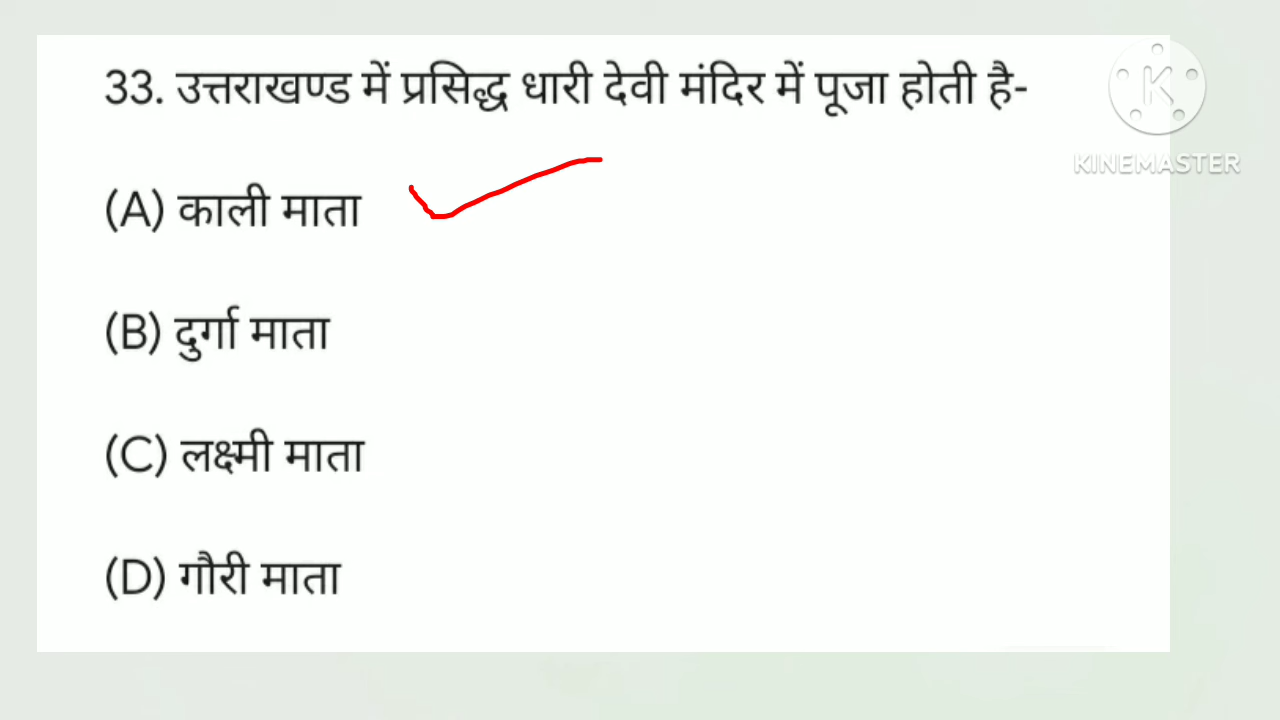 33. उत्तराखण्ड में प्रसिद्ध धारी देवी मंदिर में पूजा होती है-
K
KINEMASTER
(A) काली माता
(B) दुर्गा माता
(C) लक्ष्मी माता
(D) गौरी माता